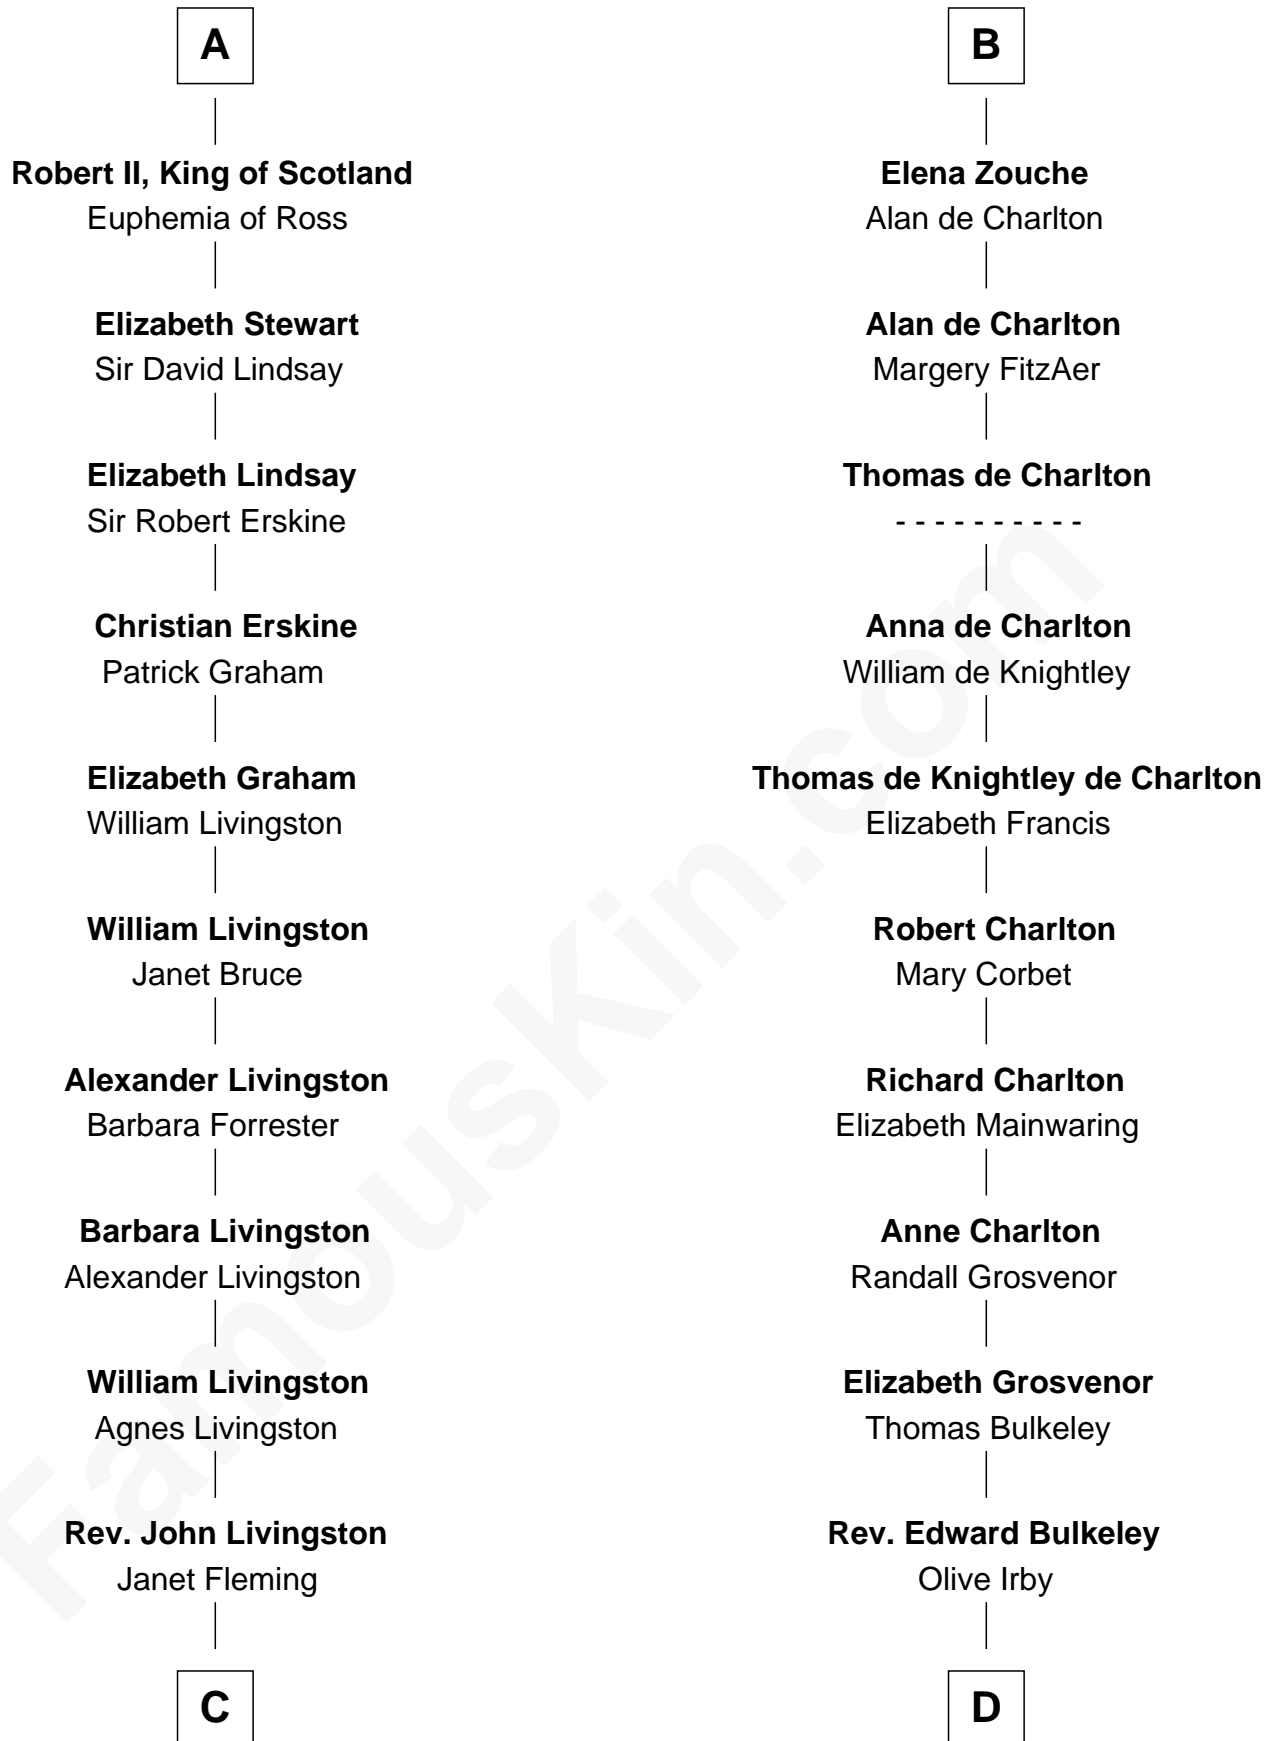 A
Robert II, King of Scotland
Euphemia of Ross
Elizabeth Stewart
Sir David Lindsay
Elizabeth Lindsay
Sir Robert Erskine
Christian Erskine
Patrick Graham
Elizabeth Graham
William Livingston
William Livingston
Janet Bruce
Alexander Livingston
Barbara Forrester
Barbara Livingston
Alexander Livingston
William Livingston
Agnes Livingston
Rev. John Livingston
Janet Fleming
C
B
Elena Zouche
Alan de Charlton
Alan de Charlton
Margery FitzAer
Thomas de Charlton
- - - - - - - - - -
Anna de Charlton
William de Knightley
Thomas de Knightley de Charlton
Elizabeth Francis
Robert Charlton
Mary Corbet
Richard Charlton
Elizabeth Mainwaring
Anne Charlton
Randall Grosvenor
Elizabeth Grosvenor
Thomas Bulkeley
Rev. Edward Bulkeley
Olive Irby
D
FamousKin.com